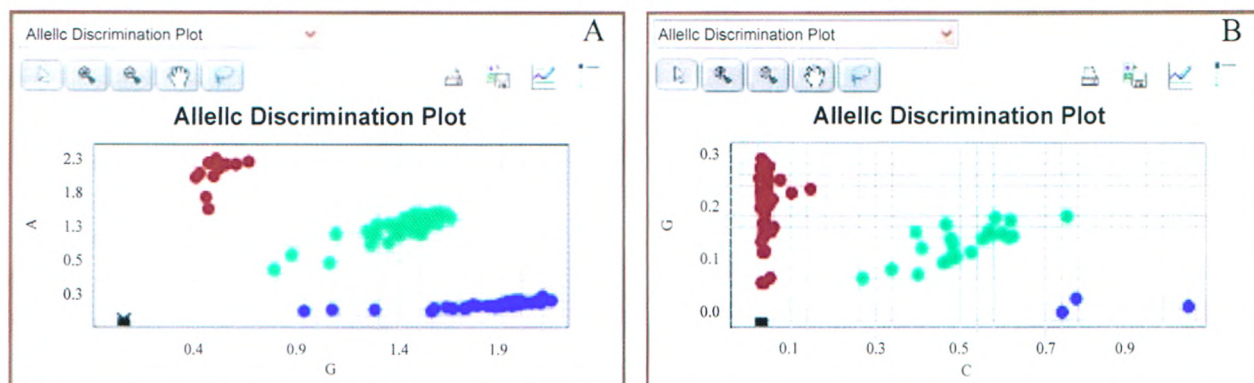 A
Allellc Discrimination Plot
Allellc Discrimination Plot
2.3
1.8
1.3
0.5
0.3
A
0.4 0.9 1.4 1.9
G
B
Allellc Discrimination Plot
Allellc Discrimination Plot
0.3
0.2
0.1
0.0
G
0.1 0.3 0.5 0.7 0.9
C